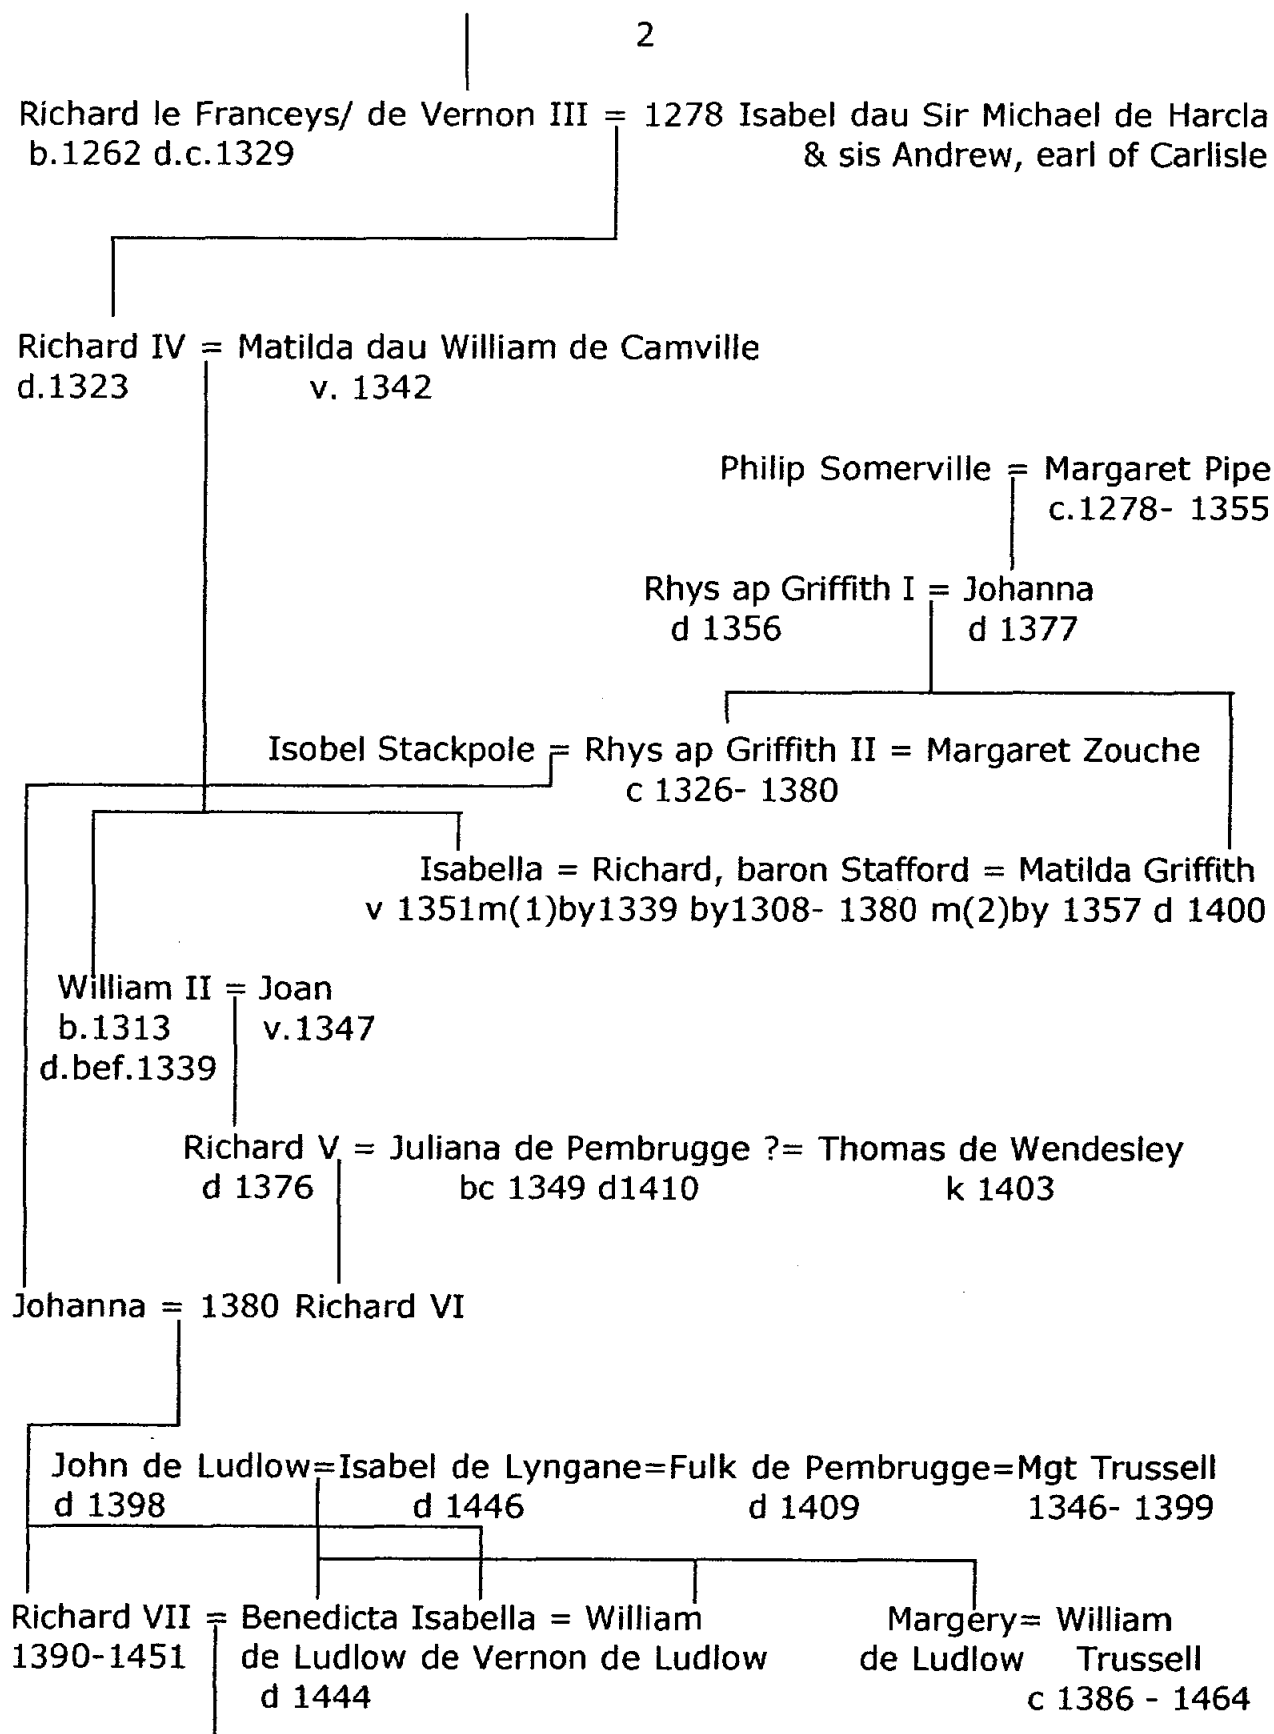 2
Richard le Franceys/ de Vernon III = 1278 Isabel dau Sir Michael de Harcla
b.1262 d.c.1329 & sis Andrew, earl of Carlisle
Richard IV = Matilda dau William de Camville
d.1323 v. 1342
Philip Somerville = Margaret Pipe
c.1278- 1355
Rhys ap Griffith I = Johanna
d 1356 d 1377
Isobel Stackpole = Rhys ap Griffith II = Margaret Zouche
c 1326- 1380
Isabella = Richard, baron Stafford = Matilda Griffith
v 1351m(1)by1339 by1308- 1380 m(2)by 1357 d 1400
William II = Joan
b.1313 v.1347
d.bef.1339
Richard V = Juliana de Pembrugge ?= Thomas de Wendesley
d 1376 bc 1349 d1410 k 1403
Johanna = 1380 Richard VI
John de Ludlow=Isabel de Lyngane=Fulk de Pembrugge=Mgt Trussell
d 1398 d 1446 d 1409 1346- 1399
Richard VII = Benedicta Isabella = William Margery= William
1390-1451 de Ludlow de Vernon de Ludlow de Ludlow Trussell
d 1444 c 1386 - 1464